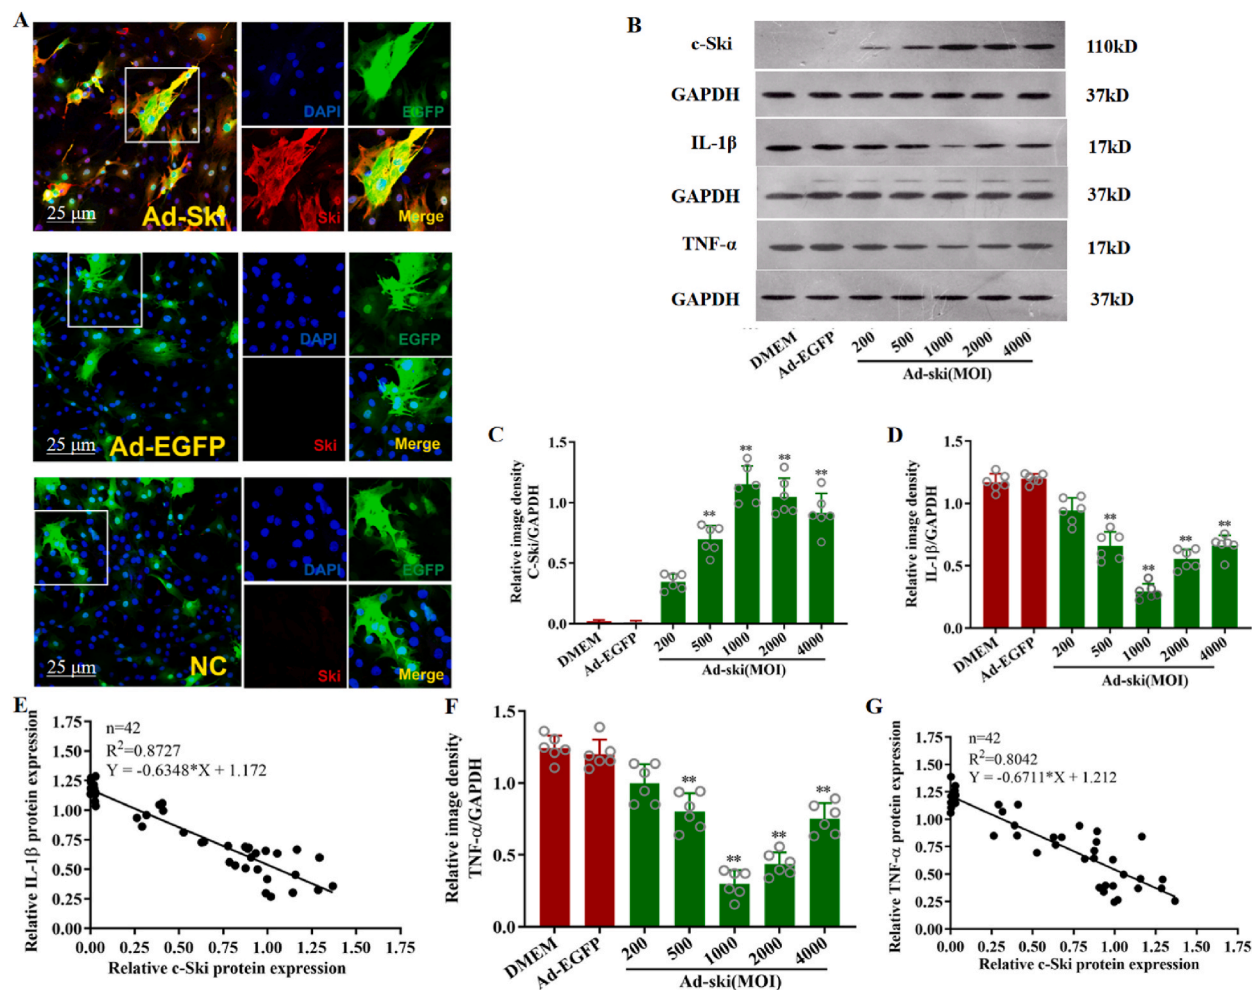 A
DAPI
EGFP
25 μm
Ad-Ski
Ski
Merge
DAPI
EGFP
25 μm
Ad-EGFP
Ski
Merge
DAPI
EGFP
25 μm
NC
Ski
Merge
B
c-Ski
110kD
GAPDH
37kD
IL-1β
17kD
GAPDH
37kD
TNF-α
17kD
GAPDH
37kD
DMEM
Ad-EGFP
200
500
1000
2000
4000
Ad-ski(MOI)
C
Relative image density
C-Ski/GAPDH
1.5
1.0
0.5
0.0
**
**
**
**
DMEM
Ad-EGFP
200
500
1000
2000
4000
Ad-ski(MOI)
D
Relative image density
IL-1β/GAPDH
1.5
1.0
0.5
0.0
**
**
**
**
DMEM
Ad-EGFP
200
500
1000
2000
4000
Ad-ski(MOI)
E
Relative IL-1β protein expression
n=42
R²=0.8727
Y = -0.6348*X + 1.172
1.75
1.50
1.25
1.00
0.75
0.50
0.25
0.00
0.00 0.25 0.50 0.75 1.00 1.25 1.50 1.75
Relative c-Ski protein expression
F
Relative image density
TNF-α/GAPDH
1.5
1.0
0.5
0.0
**
**
**
**
DMEM
Ad-EGFP
200
500
1000
2000
4000
Ad-ski(MOI)
G
Relative TNF-α protein expression
n=42
R²=0.8042
Y = -0.6711*X + 1.212
1.75
1.50
1.25
1.00
0.75
0.50
0.25
0.00
0.00 0.25 0.50 0.75 1.00 1.25 1.50 1.75
Relative c-Ski protein expression